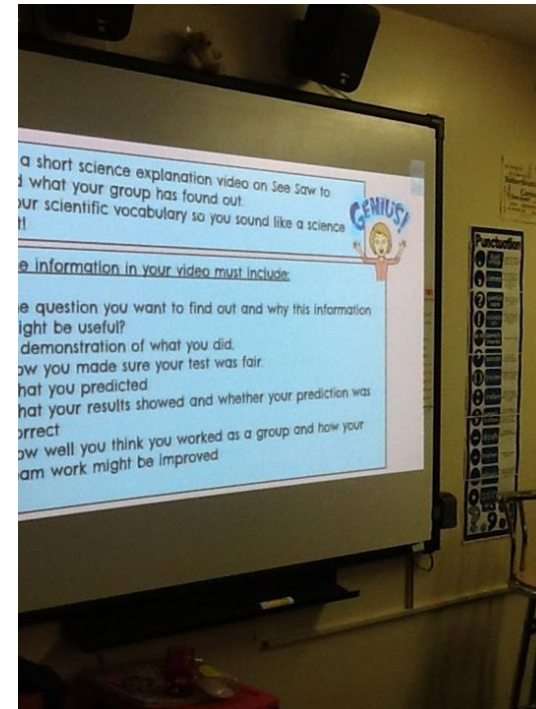 a short science explanation video on See Saw to
what your group has found out.
ur scientific vocabulary so you sound like a science
t!
GENIUS!
e information in your video must include:
e question you want to find out and why this information
ight be useful?
demonstration of what you did.
ow you made sure your test was fair.
hat you predicted
hat your results showed and whether your prediction was
orrect
ow well you think you worked as a group and how your
am work might be improved
Punctuation